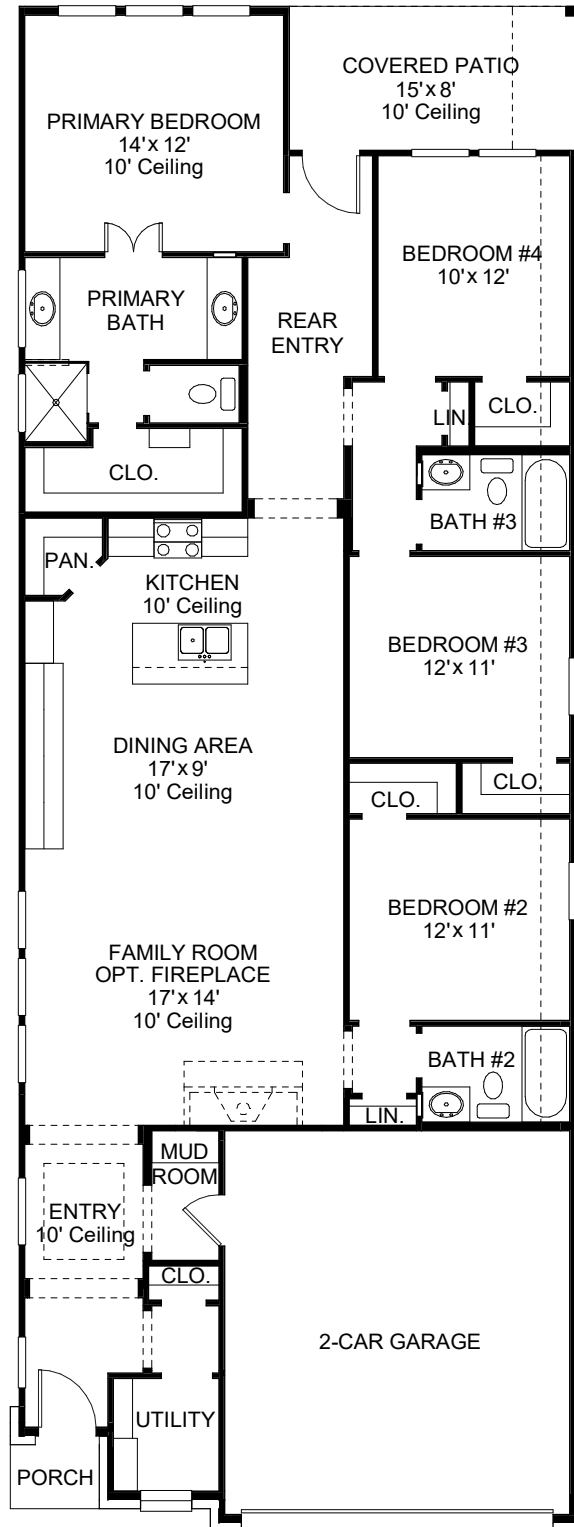 COVERED PATIO
15' x 8'
10' Ceiling
PRIMARY BEDROOM
14' x 12'
10' Ceiling
BEDROOM #4
10' x 12'
PRIMARY
BATH
REAR
ENTRY
LIN.
CLO.
CLO.
BATH #3
PAN.
KITCHEN
10' Ceiling
BEDROOM #3
12' x 11'
DINING AREA
17' x 9'
10' Ceiling
CLO.
CLO.
BEDROOM #2
12' x 11'
FAMILY ROOM
OPT. FIREPLACE
17' x 14'
10' Ceiling
BATH #2
LIN.
MUD
ROOM
ENTRY
10' Ceiling
CLO.
2-CAR GARAGE
UTILITY
PORCH